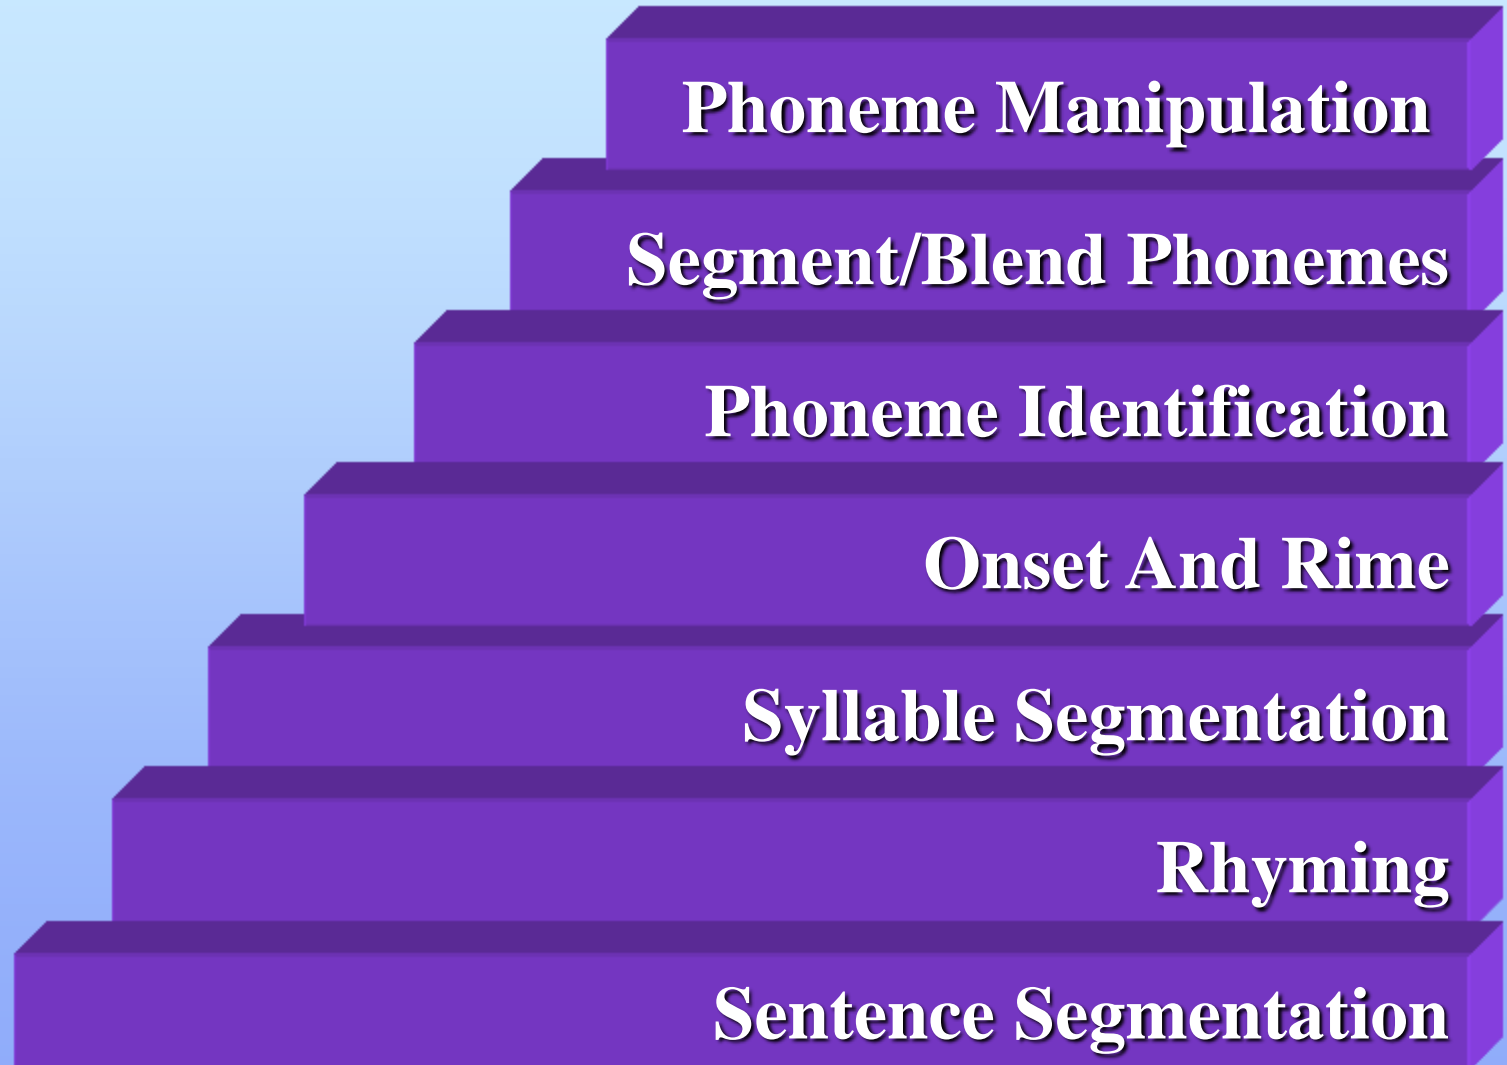 Phoneme Manipulation
Segment/Blend Phonemes
Phoneme Identification
Onset And Rime
Syllable Segmentation
Rhyming
Sentence Segmentation